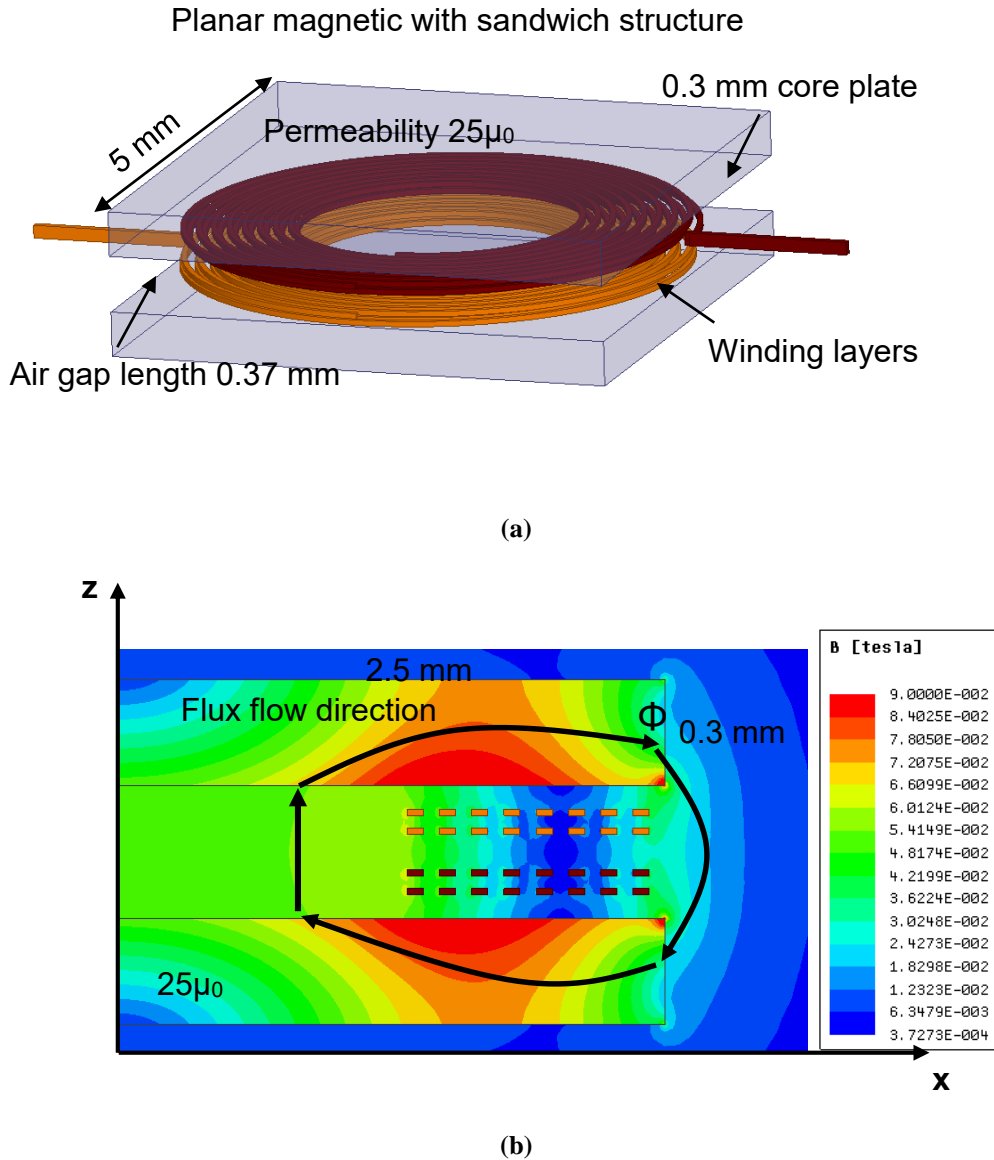 Planar magnetic with sandwich structure
0.3 mm core plate
Permeability 25μ₀
5 mm
Winding layers
Air gap length 0.37 mm
(a)
z
B [tesla]
2.5 mm
Flux flow direction
Φ
0.3 mm
9.0000E-002
8.4025E-002
7.8050E-002
7.2075E-002
6.6099E-002
6.0124E-002
5.4149E-002
4.8174E-002
4.2199E-002
3.6224E-002
3.0248E-002
2.4273E-002
1.8298E-002
1.2323E-002
6.3479E-003
3.7273E-004
25μ₀
x
(b)